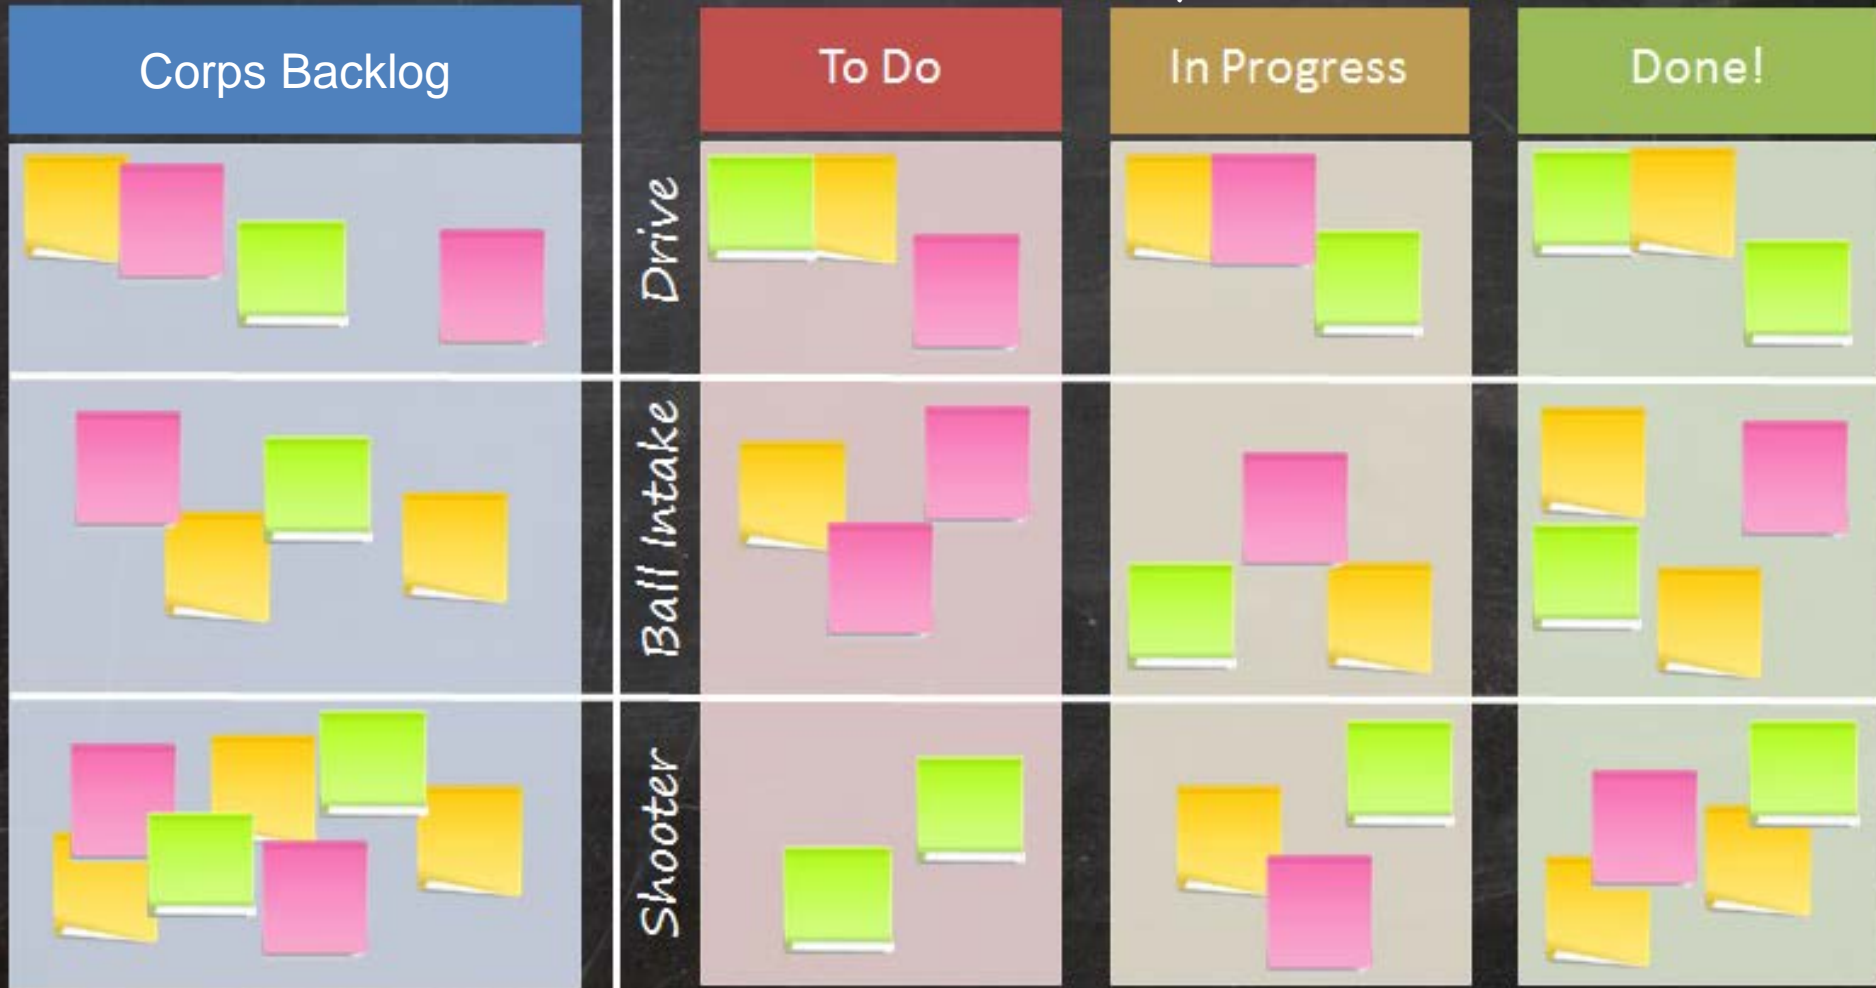 Corps Backlog
To Do
In Progress
Done!
Drive
Ball Intake
Shooter